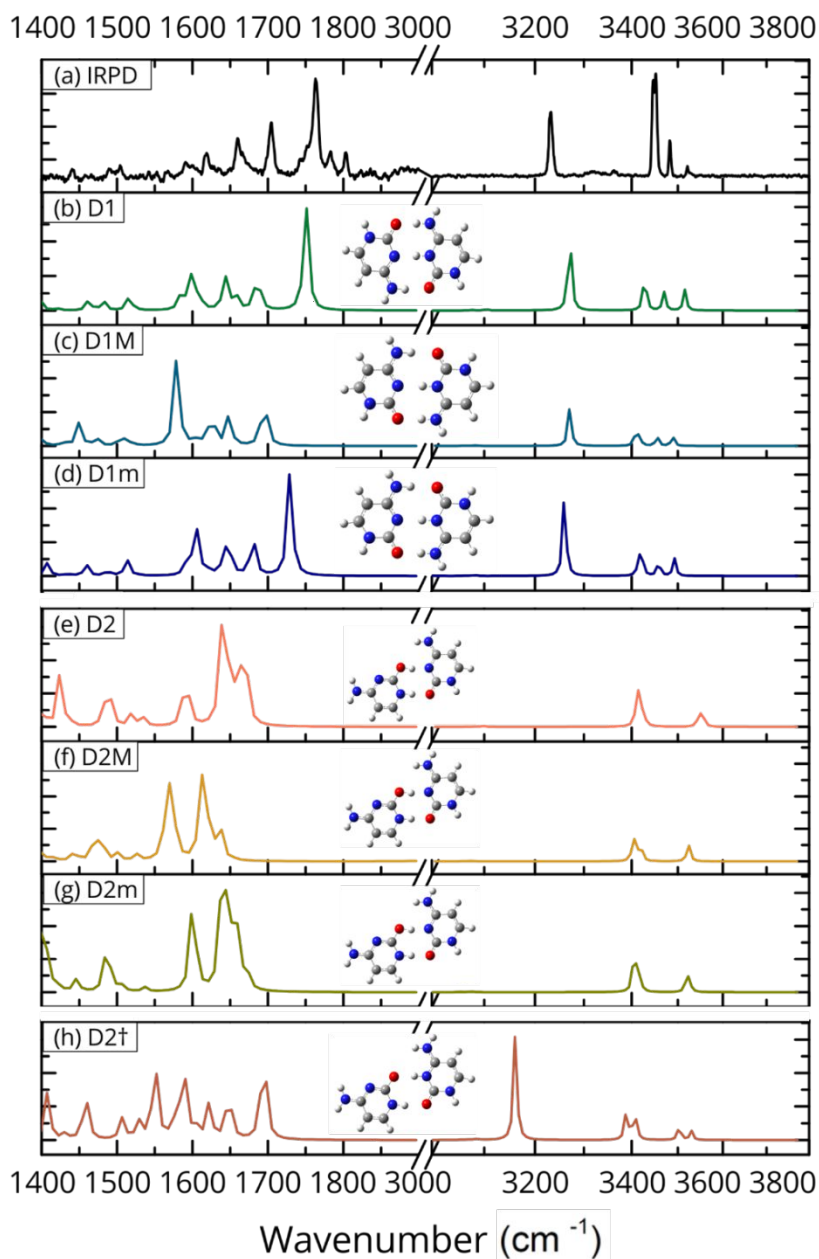 1400 1500 1600 1700 1800 3000 3200 3400 3600 3800
(a) IRPD
(b) D1
(c) D1M
(d) D1m
(e) D2
(f) D2M
(g) D2m
(h) D2†
1400 1500 1600 1700 1800 3000 3200 3400 3600 3800
Wavenumber (cm -1)